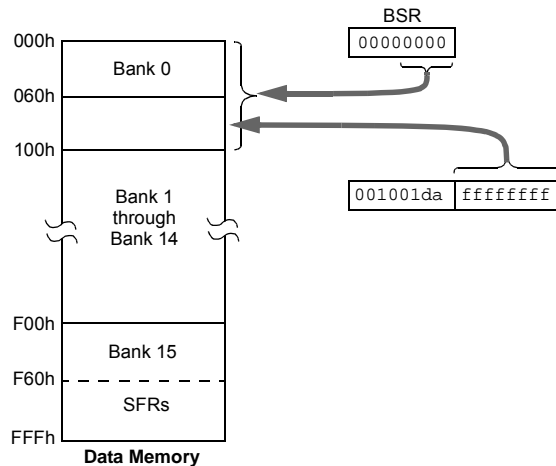 BSR
000h
00000000
Bank 0
060h
100h
001001da ffffffff
Bank 1
through
Bank 14
F00h
Bank 15
F60h
SFRs
FFFh
Data Memory